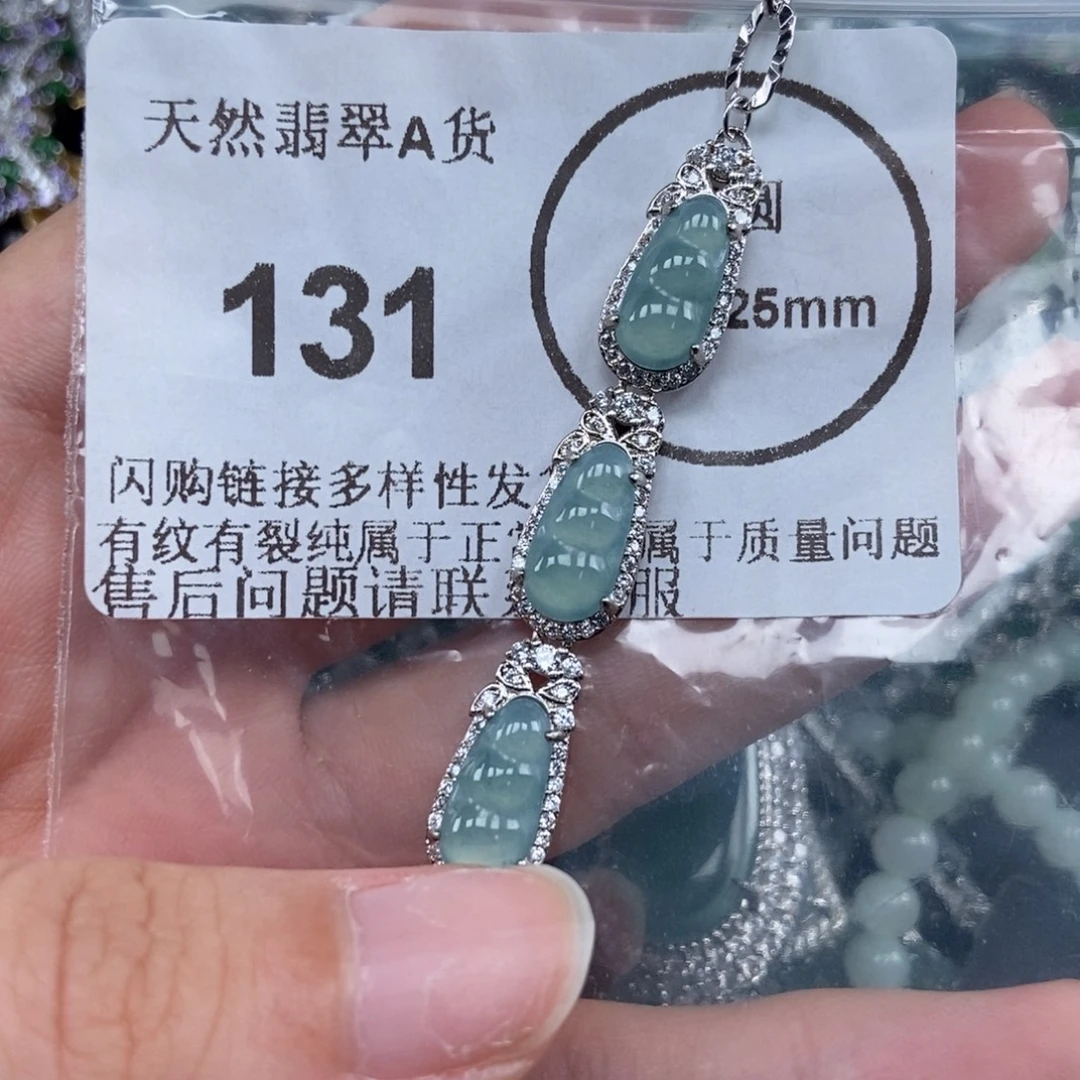 天然翡翠A货
圆
25mm
131
闪购链接多样性发
有纹有裂纯属于正 属于质量问题
售后问题请联 服